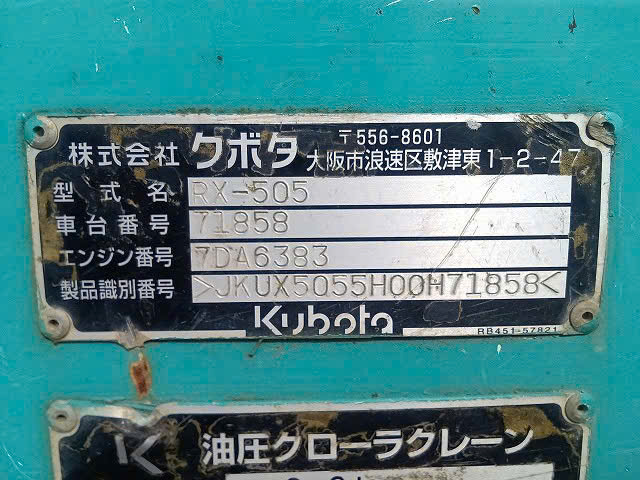 〒556-8601
株式会社 クボタ 大阪市浪速区敷津東1-2-47
型式名 RX-505
車台番号 71858
エンジン番号 7DA6383
製品識別番号 >JKUX5055H00H71858<
Kubota
RB451-57821
K 油圧クローラクレーン